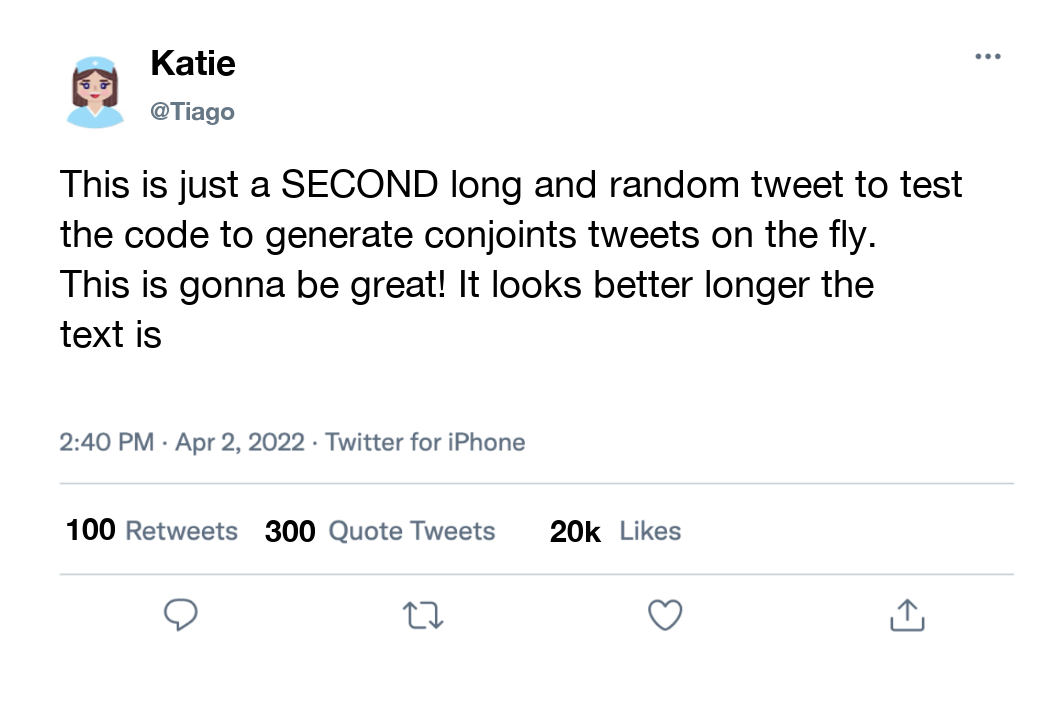 Katie
@Tiago
This is just a SECOND long and random tweet to test
the code to generate conjoints tweets on the fly.
This is gonna be great! It looks better longer the
text is
2:40 PM · Apr 2, 2022 · Twitter for iPhone
100 Retweets 300 Quote Tweets 20k Likes